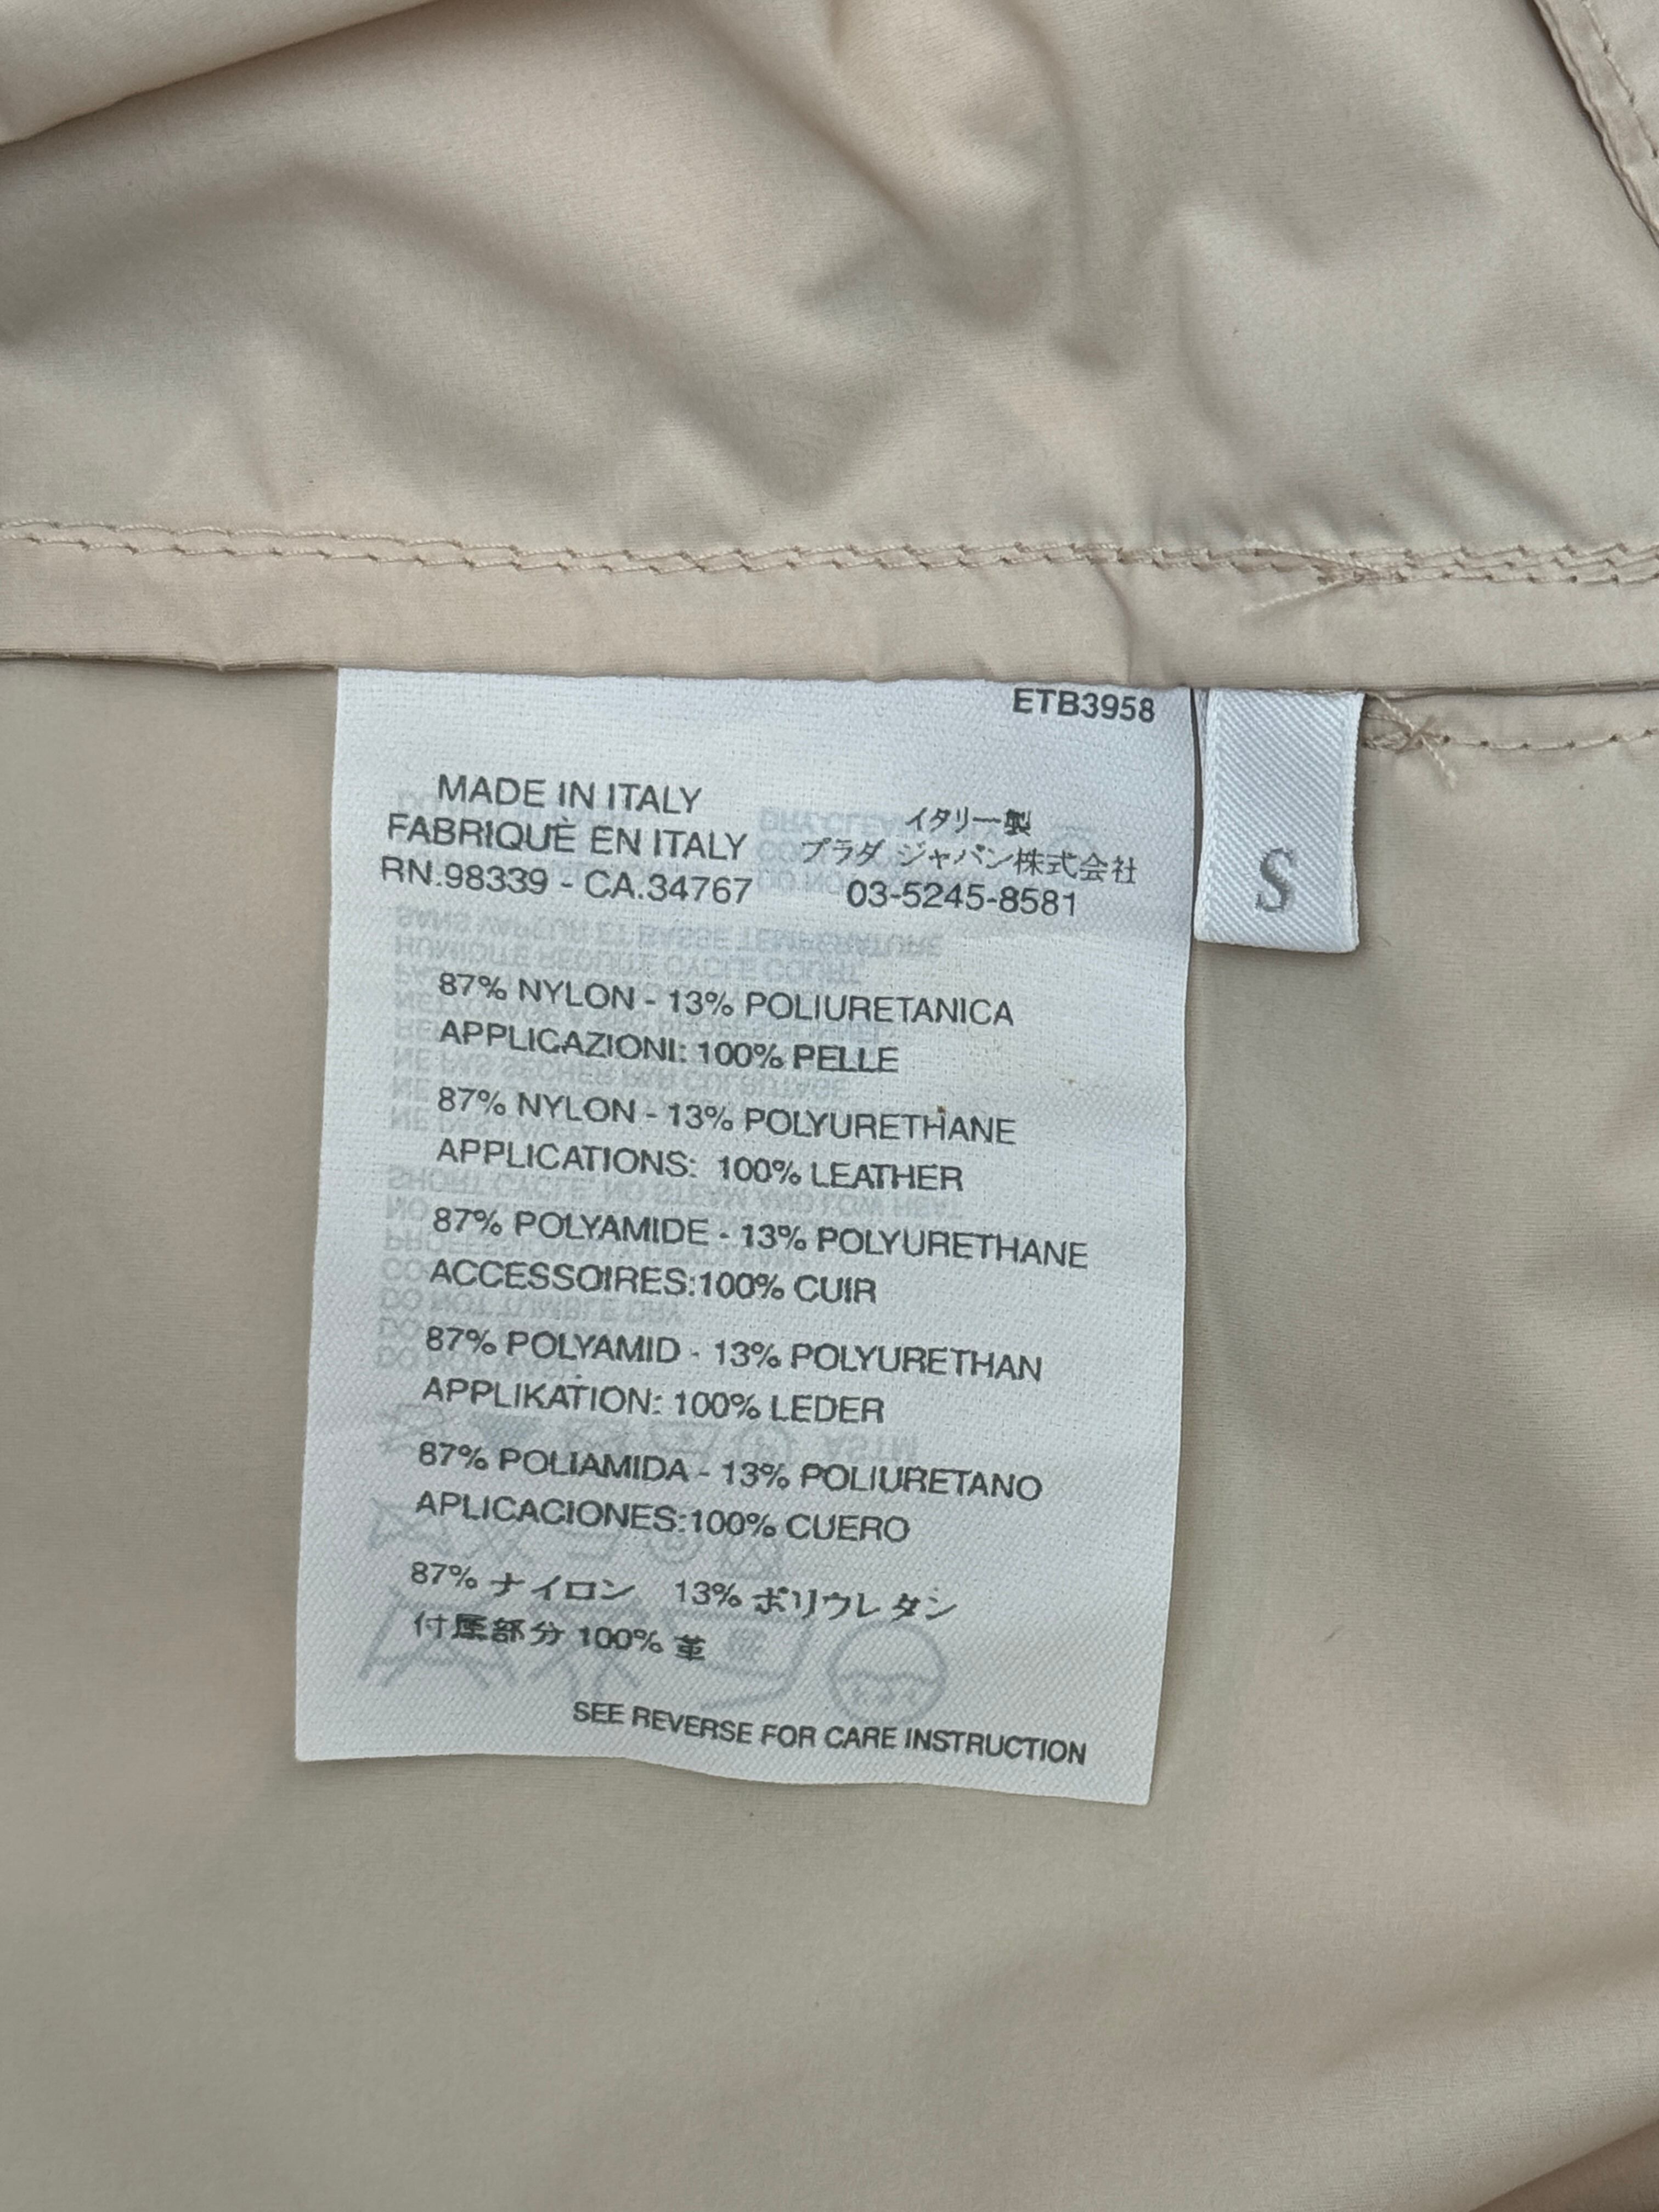 ETB3958
MADE IN ITALY
FABRIQUÈ EN ITALY
RN.98339 - CA.34767
イタリー製
プラダ ジャパン株式会社
03-5245-8581
S
87% NYLON - 13% POLIURETANICA
APPLICAZIONI: 100% PELLE
87% NYLON - 13% POLYURETHANE
APPLICATIONS: 100% LEATHER
87% POLYAMIDE - 13% POLYURETHANE
ACCESSOIRES:100% CUIR
87% POLYAMID - 13% POLYURETHAN
APPLIKATION: 100% LEDER
87% POLIAMIDA - 13% POLIURETANO
APLICACIONES:100% CUERO
87% ナイロン 13% ポリウレタン
付属部分 100% 革
SEE REVERSE FOR CARE INSTRUCTION